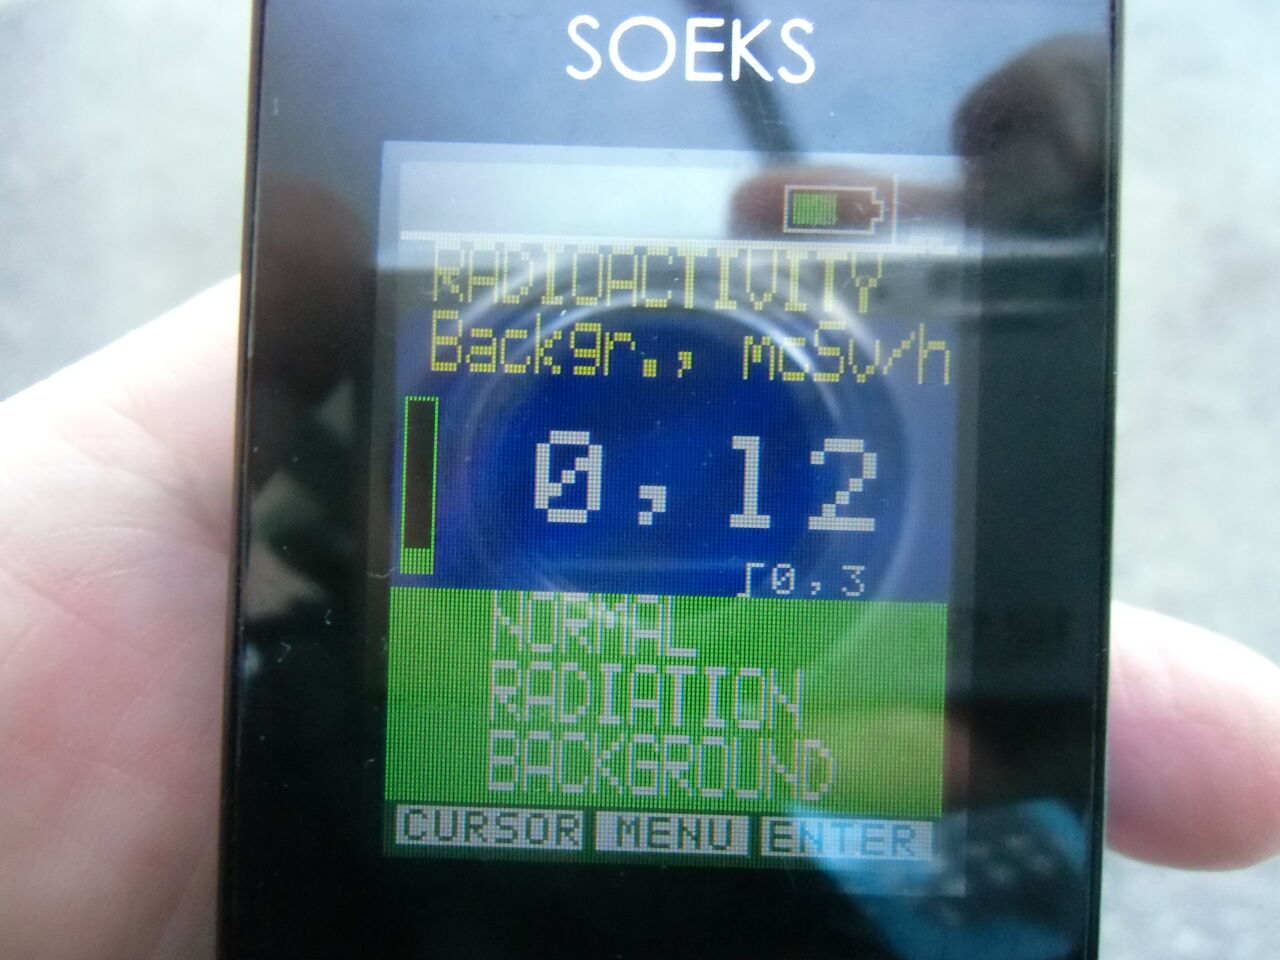 SOEKS
RADIOACTIVITY
Backgr., mcSv/h
0,12
⎧0,3
NORMAL
RADIATION
BACKGROUND
CURSOR MENU ENTER